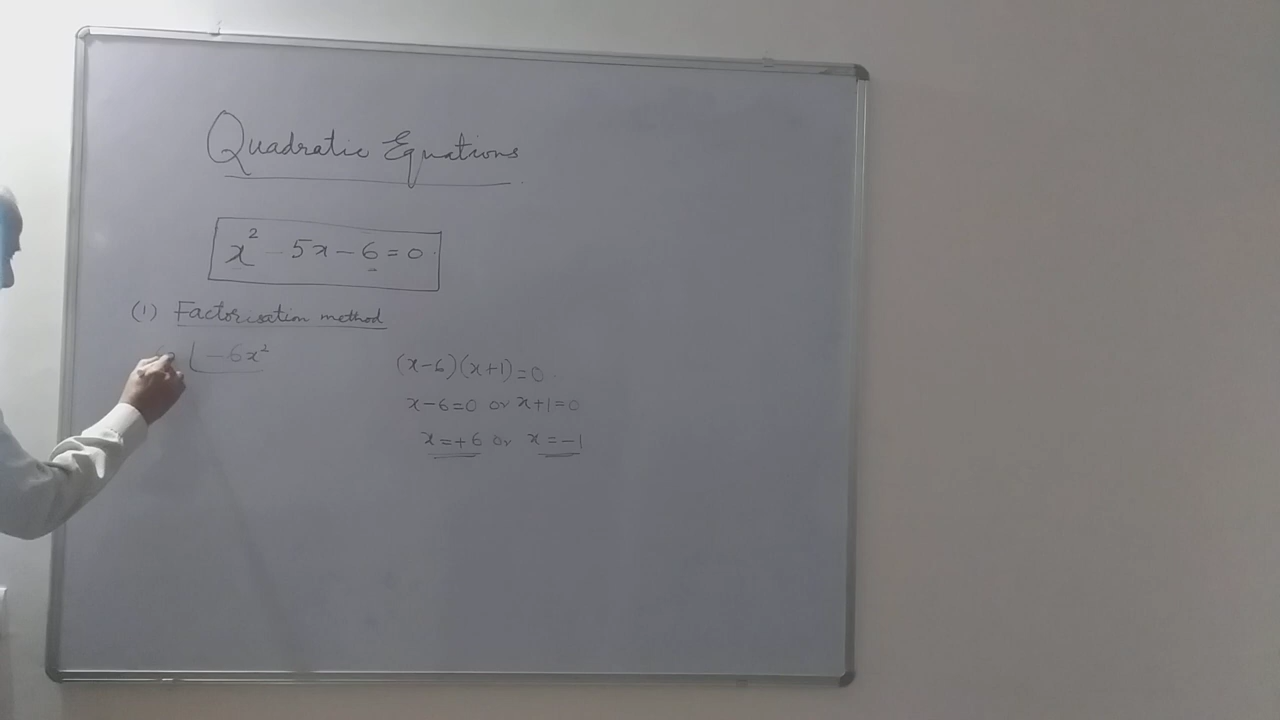 Quadratic Equations
x² - 5x - 6 = 0
(1) Factorisation method
-6x²
(x-6)(x+1)=0
x-6=0 or x+1=0
x=+6 or x=-1